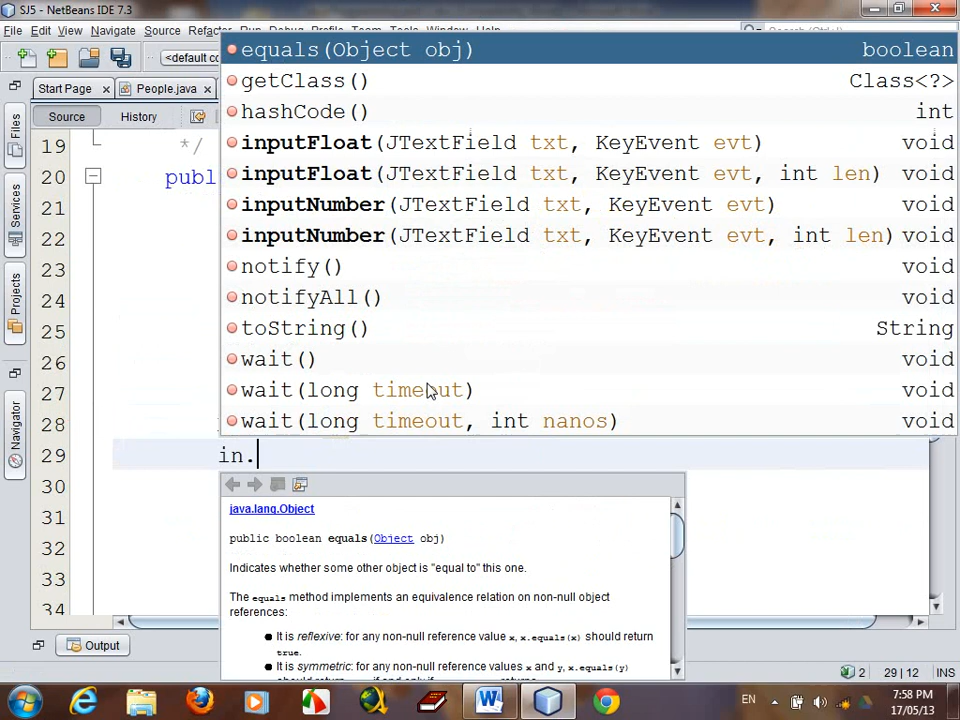 SJ5 - NetBeans IDE 7.3
File Edit View Navigate Source
<default co
Start Page People.java
Source History
Files
Services
Projects
Navigator
equals(Object obj) boolean
getClass() Class<?>
hashCode() int
inputFloat(JTextField txt, KeyEvent evt) void
inputFloat(JTextField txt, KeyEvent evt, int len) void
inputNumber(JTextField txt, KeyEvent evt) void
inputNumber(JTextField txt, KeyEvent evt, int len) void
notify() void
notifyAll() void
toString() String
wait() void
wait(long timeout) void
wait(long timeout, int nanos) void
19 */
20 publ
21
22
23
24
25
26
27
28
29 in.
30
31
32
33
34
java.lang.Object
public boolean equals(Object obj)
Indicates whether some other object is "equal to" this one.
The equals method implements an equivalence relation on non-null object
references:
● It is reflexive: for any non-null reference value x, x.equals(x) should return
true.
● It is symmetric: for any non-null reference values x and y, x.equals(y)
Output
2 29 | 12 INS
EN 7:58 PM
17/05/13